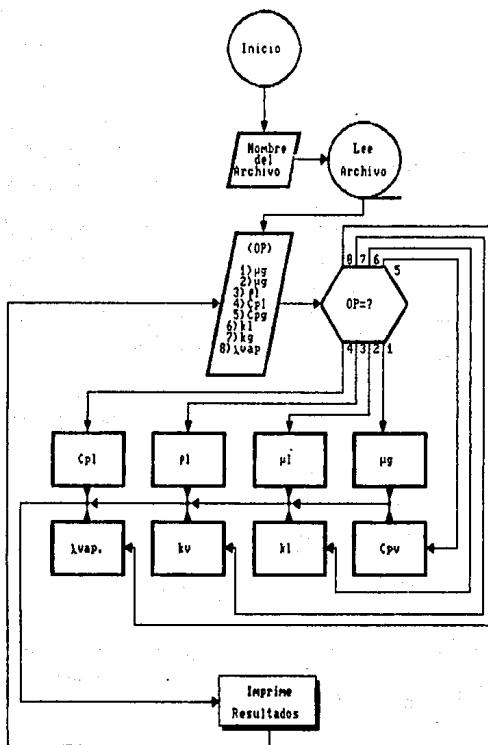 Inicio
Nombre
del
Archivo
Lee
Archivo
(OP)
1)μg
2)μg
3)ρl
4)Cpl
5)Cpg
6)kl
7)kg
8)λvap
8 7 6
5
OP=?
4 3 2 1
Cpl
ρl
μl
μg
λvap.
kv
kl
Cpv
Imprime
Resultados